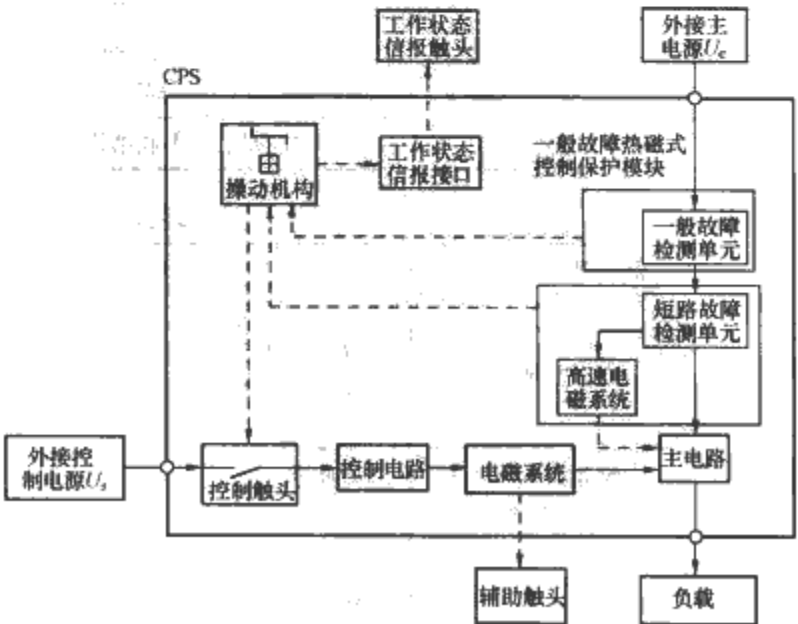 工作状态
信报触头
外接主
电源Ue
CPS
操动机构
工作状态
信报接口
一般故障热磁式
控制保护模块
一般故障
检测单元
短路故障
检测单元
高速电
磁系统
外接控
制电源Us
控制触头
控制电路
电磁系统
主电路
辅助触头
负载